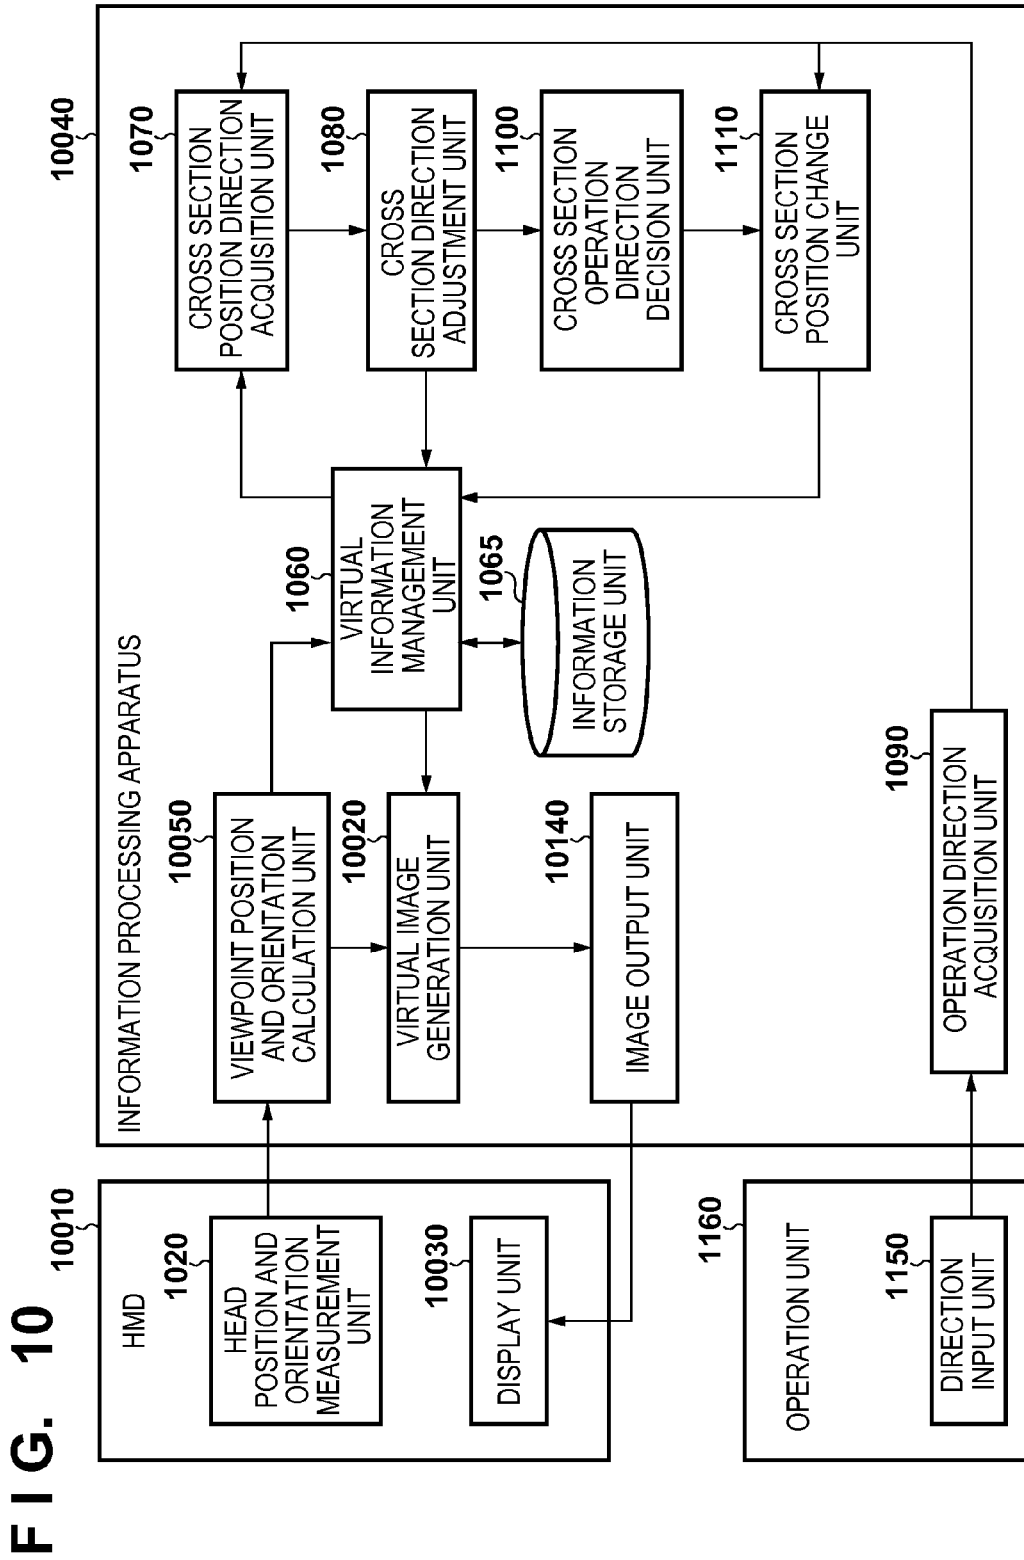 FIG. 10
10010
HMD
1020
HEAD
POSITION AND
ORIENTATION
MEASUREMENT
UNIT
10030
DISPLAY UNIT
1160
OPERATION UNIT
1150
DIRECTION
INPUT UNIT
10040
INFORMATION PROCESSING APPARATUS
10050
VIEWPOINT POSITION
AND ORIENTATION
CALCULATION UNIT
10020
VIRTUAL IMAGE
GENERATION UNIT
10140
IMAGE OUTPUT UNIT
1090
OPERATION DIRECTION
ACQUISITION UNIT
1060
VIRTUAL
INFORMATION
MANAGEMENT
UNIT
1065
INFORMATION
STORAGE UNIT
1070
CROSS SECTION
POSITION DIRECTION
ACQUISITION UNIT
1080
CROSS
SECTION DIRECTION
ADJUSTMENT UNIT
1100
CROSS SECTION
OPERATION
DIRECTION
DECISION UNIT
1110
CROSS SECTION
POSITION CHANGE
UNIT